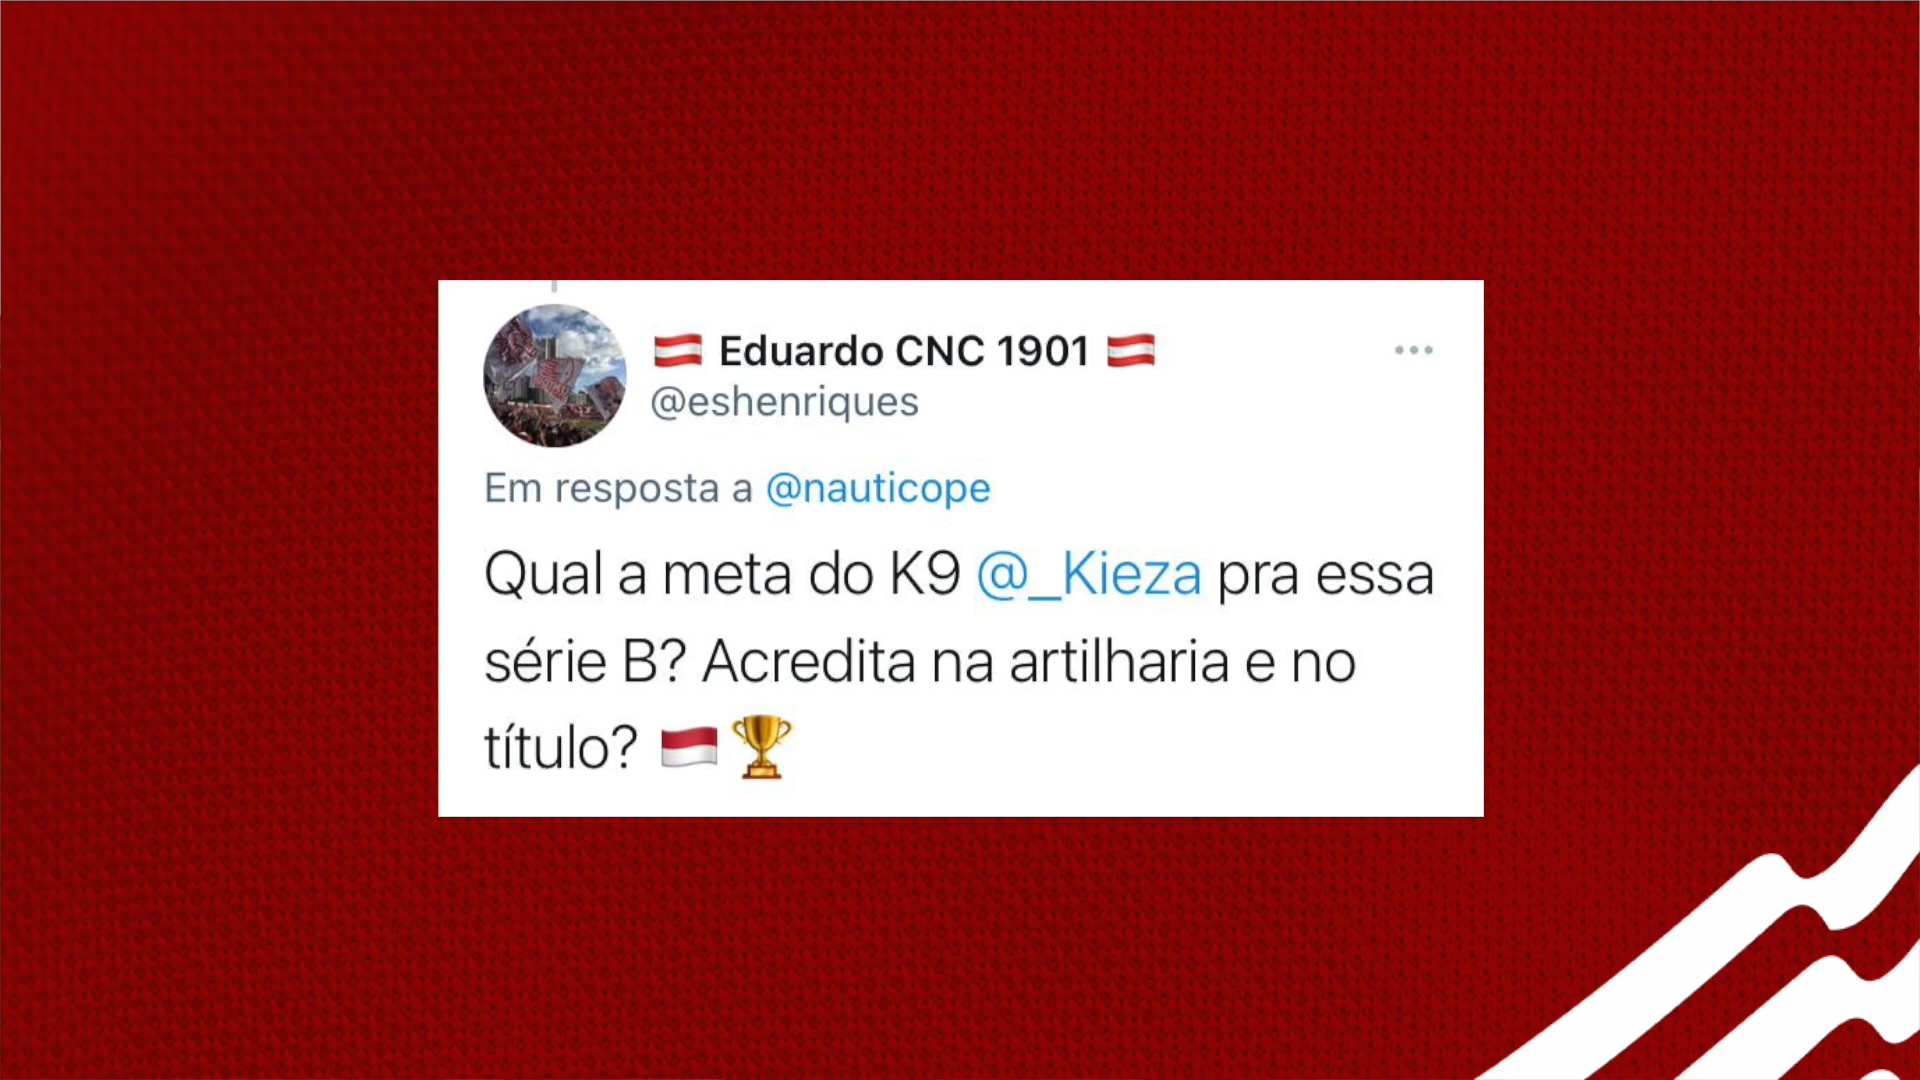 🇦🇹 Eduardo CNC 1901 🇦🇹
@eshenriques
Em resposta a @nauticope
Qual a meta do K9 @_Kieza pra essa
série B? Acredita na artilharia e no
título? 🇮🇩🏆